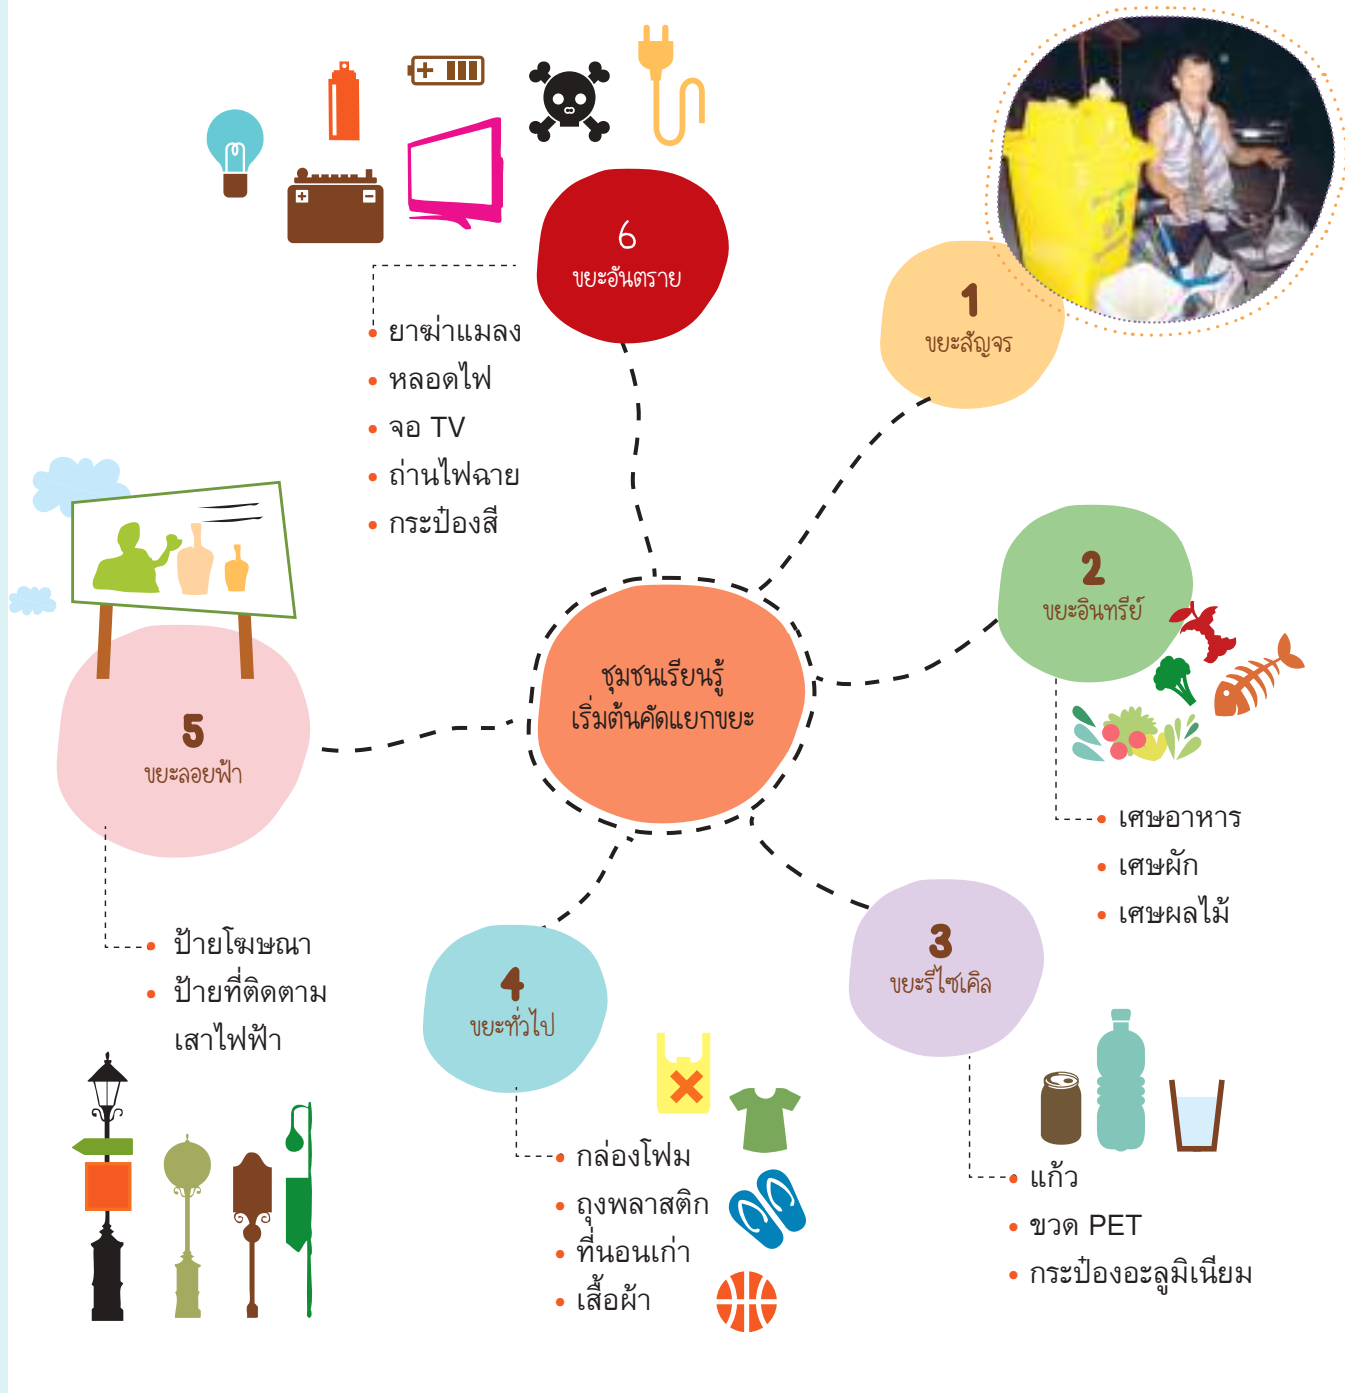 ชุมชนเรียนรู้
เริ่มต้นคัดแยกขยะ
1
ขยะสัญจร
2
ขยะอินทรีย์
• เศษอาหาร
• เศษผัก
• เศษผลไม้
3
ขยะรีไซเคิล
• แก้ว
• ขวด PET
• กระป๋องอะลูมิเนียม
4
ขยะทั่วไป
• กล่องโฟม
• ถุงพลาสติก
• ที่นอนเก่า
• เสื้อผ้า
5
ขยะลอยฟ้า
• ป้ายโฆษณา
• ป้ายที่ติดตาม
เสาไฟฟ้า
6
ขยะอันตราย
• ยาฆ่าแมลง
• หลอดไฟ
• จอ TV
• ถ่านไฟฉาย
• กระป๋องสี